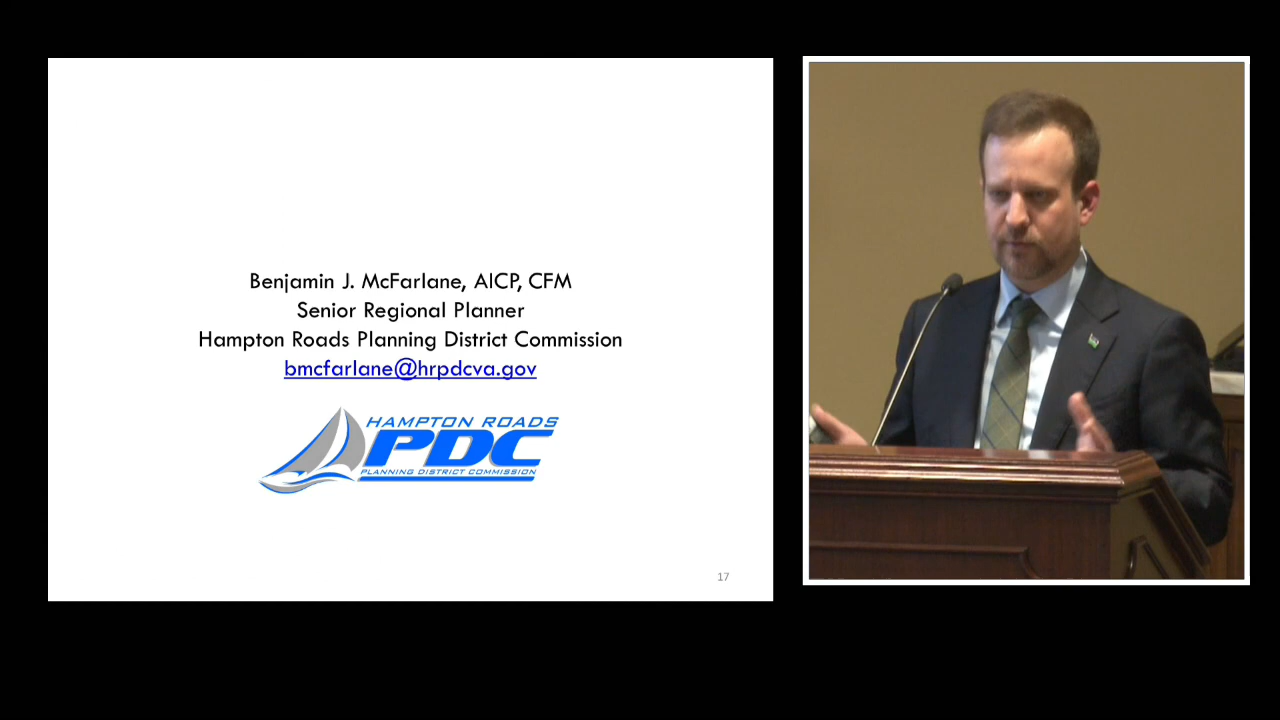 Benjamin J. McFarlane, AICP, CFM
Senior Regional Planner
Hampton Roads Planning District Commission
bmcfarlane@hrpdcva.gov
HAMPTON ROADS
PDC
PLANNING DISTRICT COMMISSION
17